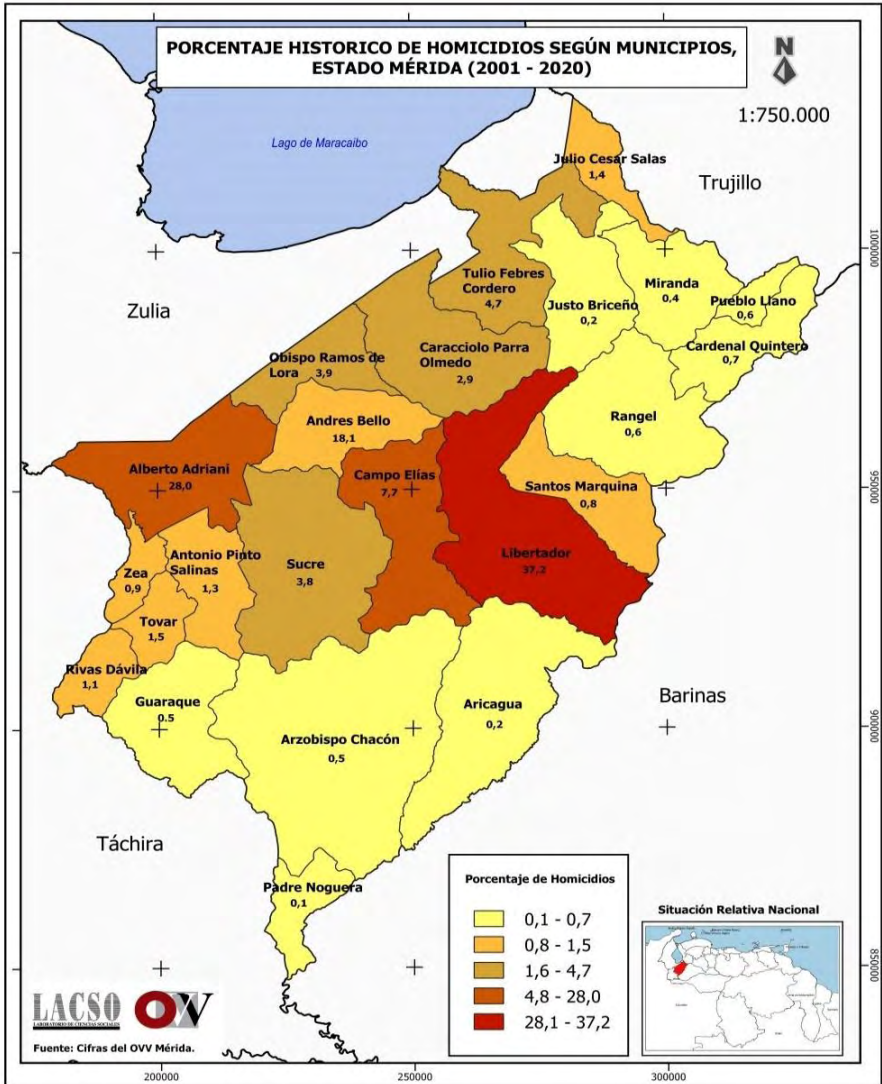 PORCENTAJE HISTORICO DE HOMICIDIOS SEGÚN MUNICIPIOS,
ESTADO MÉRIDA (2001 - 2020)
N
1:750.000
Lago de Maracaibo
Julio Cesar Salas
1,4
Trujillo
Zulia
Tulio Febres
Cordero
4,7
Justo Briceño
0,2
Miranda
0,4
Pueblo Llano
0,6
Cardenal Quintero
0,7
Obispo Ramos de
Lora 3,9
Caracciolo Parra
Olmedo
2,9
Andres Bello
18,1
Rangel
0,6
Alberto Adriani
28,0
Campo Elías
7,7
Santos Marquina
0,8
Libertador
37,2
Antonio Pinto
Salinas
1,3
Sucre
3,8
Zea
0,9
Tovar
1,5
Rivas Dávila
1,1
Guaraque
0.5
Arzobispo Chacón
0,5
Aricagua
0,2
Barinas
Táchira
Padre Noguera
0,1
Porcentaje de Homicidios
0,1 - 0,7
0,8 - 1,5
1,6 - 4,7
4,8 - 28,0
28,1 - 37,2
Situación Relativa Nacional
LACSO OVV
LABORATORIO DE CIENCIAS SOCIALES
Fuente: Cifras del OVV Mérida.
200000
250000
300000
1000000
950000
900000
850000